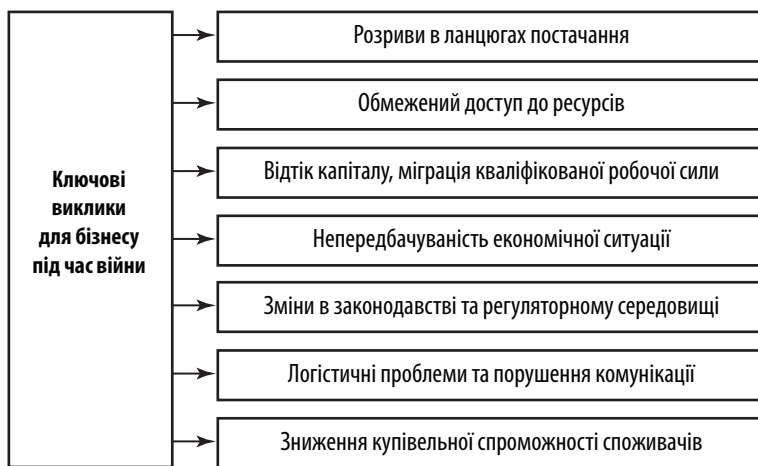 Ключові
виклики
для бізнесу
під час війни
Розриви в ланцюгах постачання
Обмежений доступ до ресурсів
Відтік капіталу, міграція кваліфікованої робочої сили
Непередбачуваність економічної ситуації
Зміни в законодавстві та регуляторному середовищі
Логістичні проблеми та порушення комунікації
Зниження купівельної спроможності споживачів